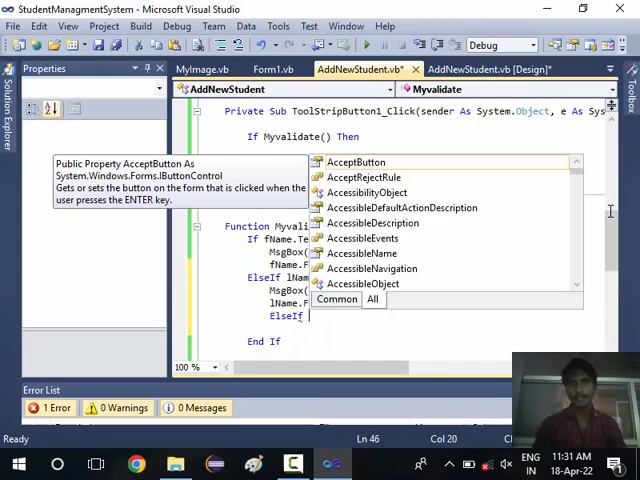 StudentManagmentSystem - Microsoft Visual Studio
File Edit View Project Build Debug Team Data Tools Test Window Help
Debug
Properties
MyImage.vb Form1.vb AddNewStudent.vb* AddNewStudent.vb [Design]*
AddNewStudent Myvalidate
Solution Explorer
Toolbox
Private Sub ToolStripButton1_Click(sender As System.Object, e As Sys
If Myvalidate() Then
Public Property AcceptButton As
System.Windows.Forms.IButtonControl
Gets or sets the button on the form that is clicked when the
user presses the ENTER key.
AcceptButton
AcceptRejectRule
AccessibilityObject
AccessibleDefaultActionDescription
AccessibleDescription
AccessibleEvents
AccessibleName
AccessibleNavigation
AccessibleObject
Common All
Function Myvali
If fName.Te
MsgBox(
fName.F
ElseIf lNam
MsgBox(
lName.F
ElseIf
End If
100 %
Error List
1 Error 0 Warnings 0 Messages
Ready Ln 46 Col 20
ENG 11:31 AM
IN 18-Apr-22
1